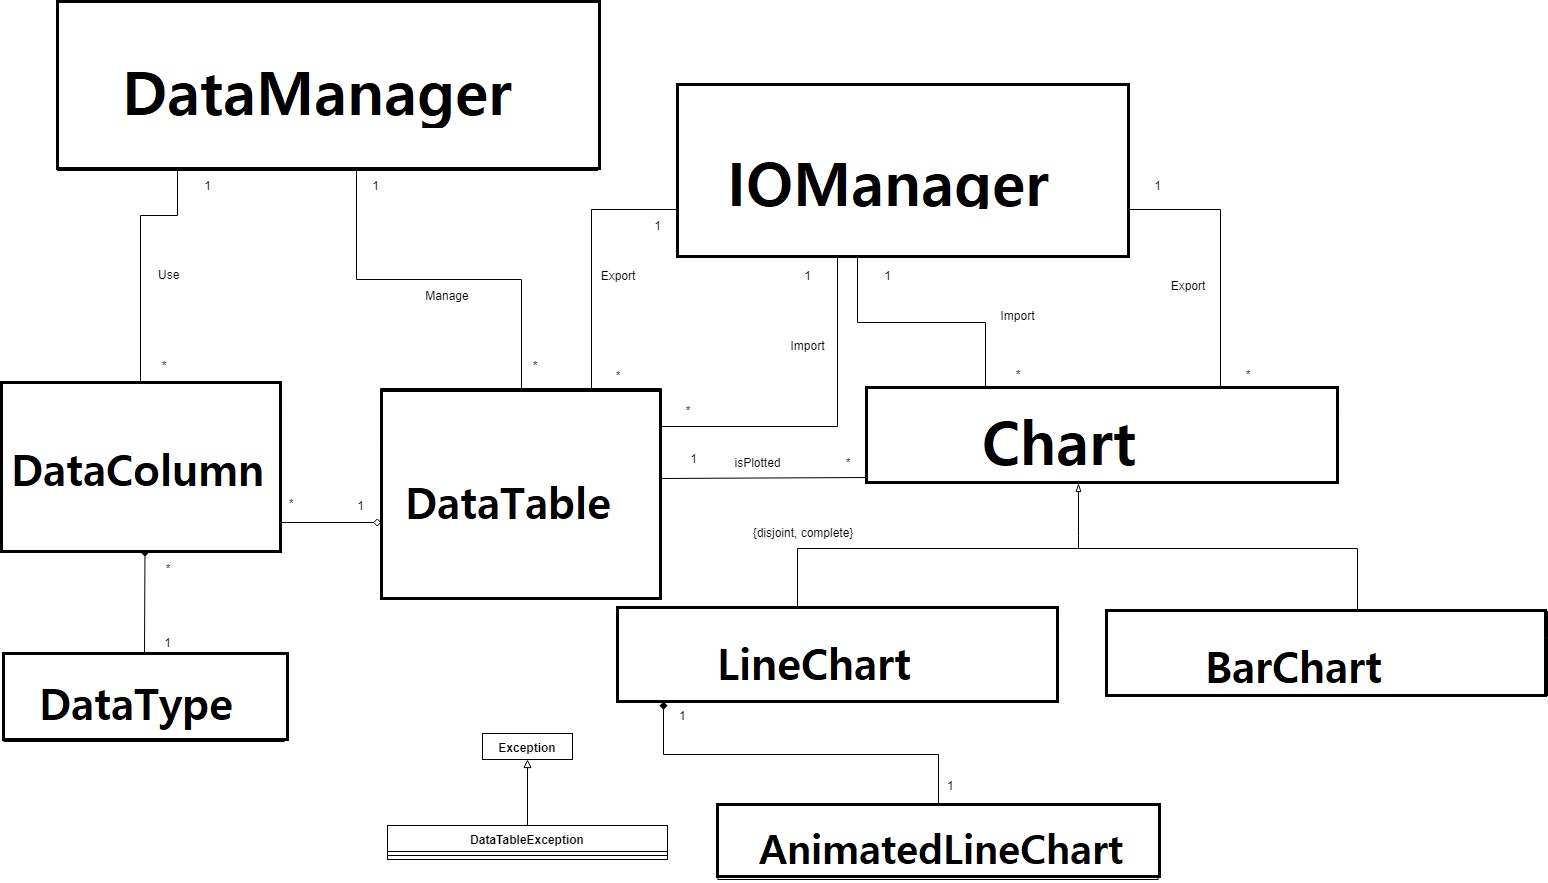 DataManager
IOManager
1
1
1
1
Use
Manage
Export
1
1
Export
Import
Import
*
*
*
*
*
*
DataColumn
DataTable
Chart
1
isPlotted
*
*
1
{disjoint, complete}
*
1
DataType
LineChart
BarChart
1
Exception
1
DataTableException
AnimatedLineChart